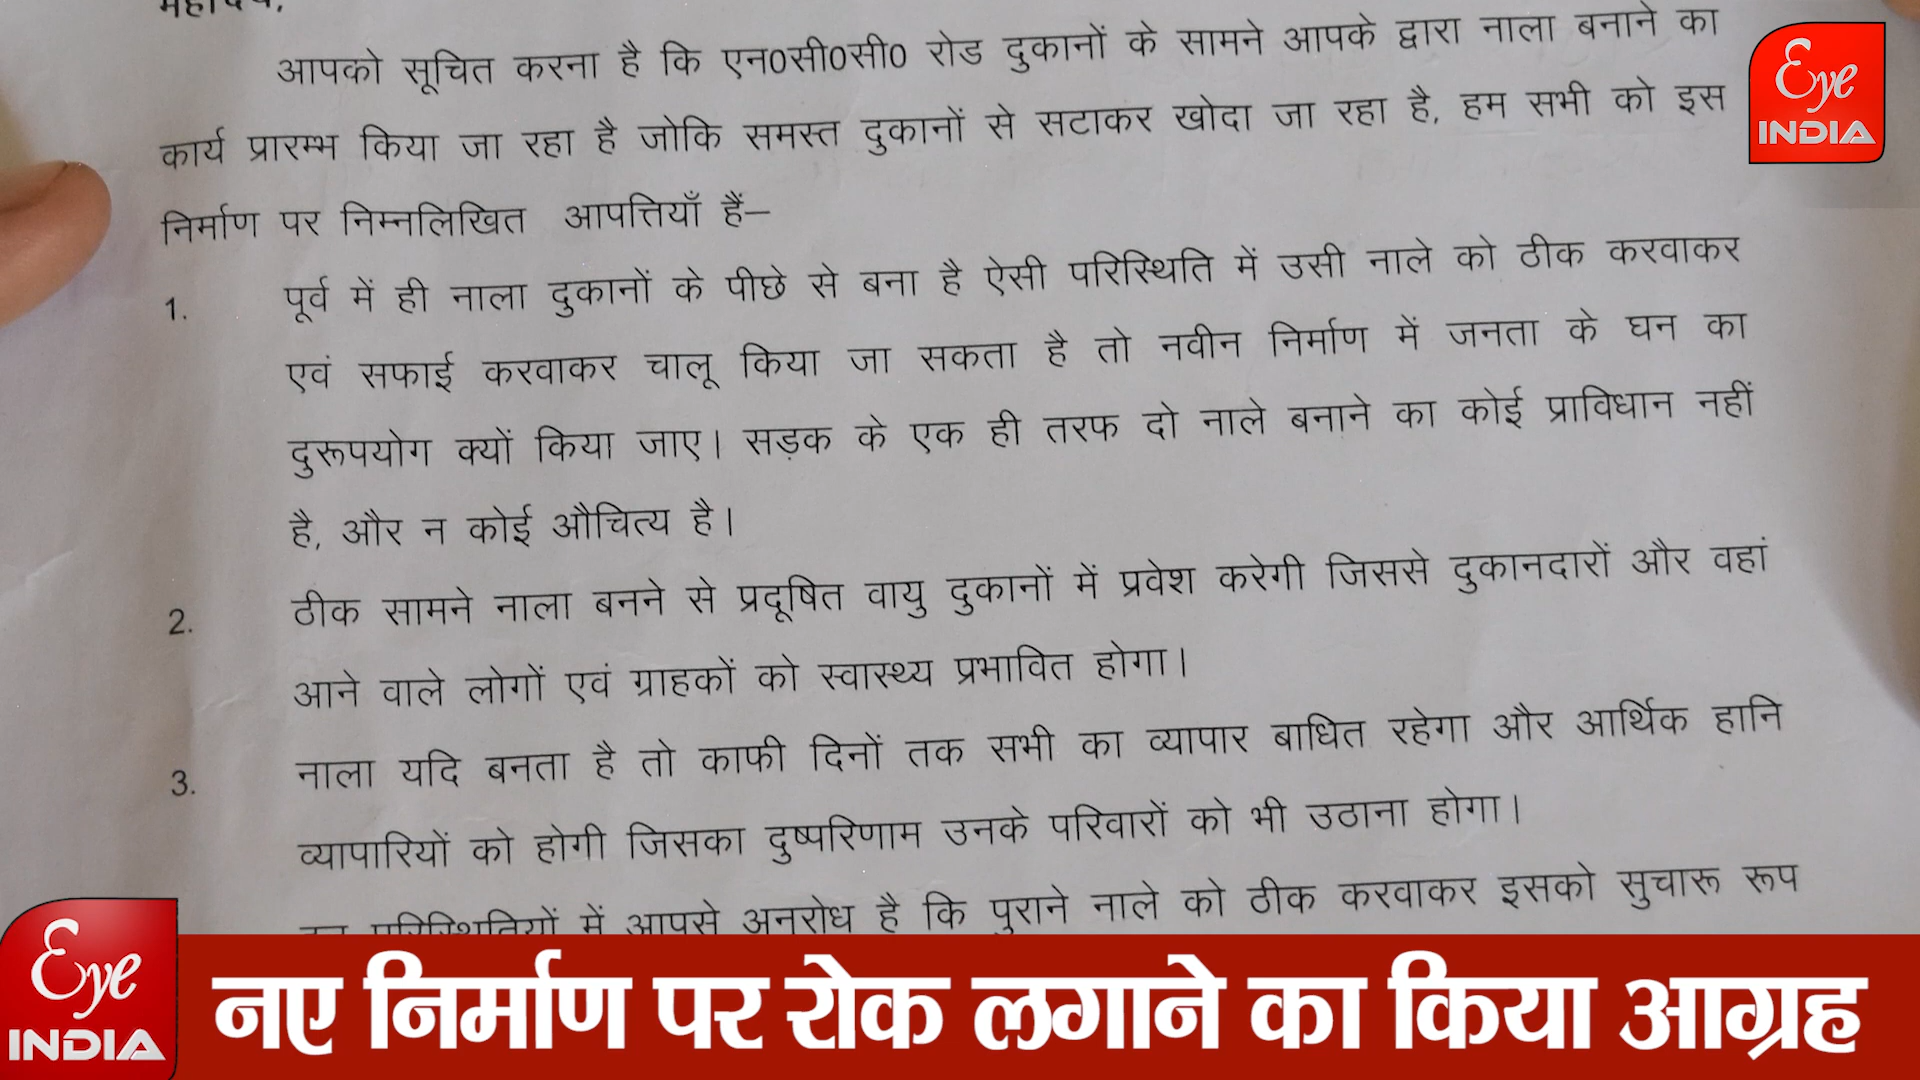 महोदय,
आपको सूचित करना है कि एन0सी0सी0 रोड दुकानों के सामने आपके द्वारा नाला बनाने का
कार्य प्रारम्भ किया जा रहा है जोकि समस्त दुकानों से सटाकर खोदा जा रहा है, हम सभी को इस
निर्माण पर निम्नलिखित आपत्तियाँ हैं–
1. पूर्व में ही नाला दुकानों के पीछे से बना है ऐसी परिस्थिति में उसी नाले को ठीक करवाकर
एवं सफाई करवाकर चालू किया जा सकता है तो नवीन निर्माण में जनता के घन का
दुरूपयोग क्यों किया जाए। सड़क के एक ही तरफ दो नाले बनाने का कोई प्राविधान नहीं
है, और न कोई औचित्य है।
2. ठीक सामने नाला बनने से प्रदूषित वायु दुकानों में प्रवेश करेगी जिससे दुकानदारों और वहां
आने वाले लोगों एवं ग्राहकों को स्वास्थ्य प्रभावित होगा।
3. नाला यदि बनता है तो काफी दिनों तक सभी का व्यापार बाधित रहेगा और आर्थिक हानि
व्यापारियों को होगी जिसका दुष्परिणाम उनके परिवारों को भी उठाना होगा।
परिस्थितियों में आपसे अनुरोध है कि पुराने नाले को ठीक करवाकर इसको सुचारू रूप
Eye
INDIA
Eye
INDIA
नए निर्माण पर रोक लगाने का किया आग्रह